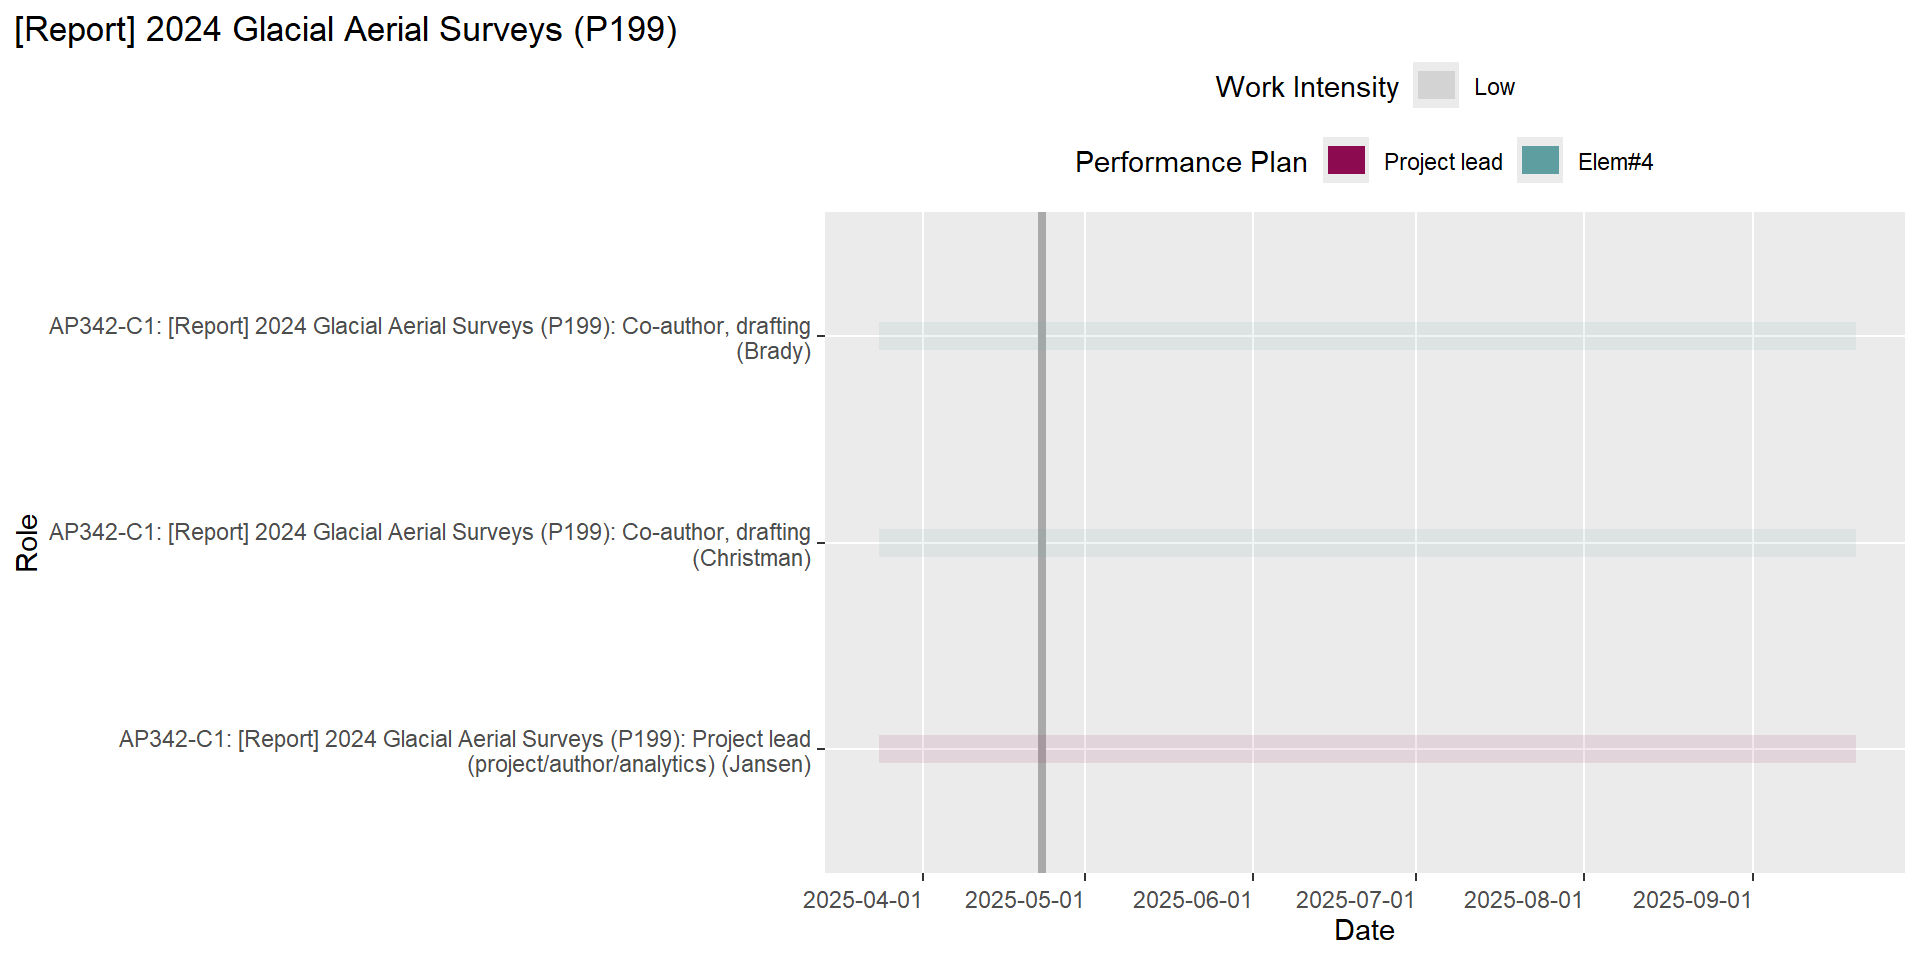 [Report] 2024 Glacial Aerial Surveys (P199)
Work Intensity Low
Performance Plan Project lead Elem#4
AP342-C1: [Report] 2024 Glacial Aerial Surveys (P199): Co-author, drafting
(Brady)
AP342-C1: [Report] 2024 Glacial Aerial Surveys (P199): Co-author, drafting
(Christman)
AP342-C1: [Report] 2024 Glacial Aerial Surveys (P199): Project lead
(project/author/analytics) (Jansen)
Role
2025-04-01 2025-05-01 2025-06-01 2025-07-01 2025-08-01 2025-09-01
Date